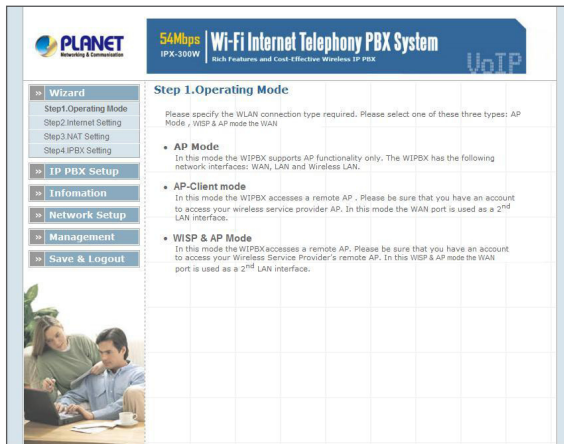 PLANET
Networking & Communication
54Mbps
IPX-300W
Wi-Fi Internet Telephony PBX System
Rich Features and Cost-Effective Wireless IP PBX
VoIP
» Wizard
Step1.Operating Mode
Step2.Internet Setting
Step3.NAT Setting
Step4.IPBX Setting
» IP PBX Setup
» Infomation
» Network Setup
» Management
» Save & Logout
Step 1.Operating Mode
Please specify the WLAN connection type required. Please select one of these three types: AP
Mode , WISP & AP mode the WAN
• AP Mode
In this mode the WIPBX supports AP functionality only. The WIPBX has the following
network interfaces: WAN, LAN and Wireless LAN.
• AP-Client mode
In this mode the WIPBX accesses a remote AP . Please be sure that you have an account
to access your wireless service provider AP. In this mode the WAN port is used as a 2nd
LAN interface.
• WISP & AP Mode
In this mode the WIPBXaccesses a remote AP. Please be sure that you have an account
to access your Wireless Service Provider's remote AP. In this WISP & AP mode the WAN
port is used as a 2nd LAN interface.